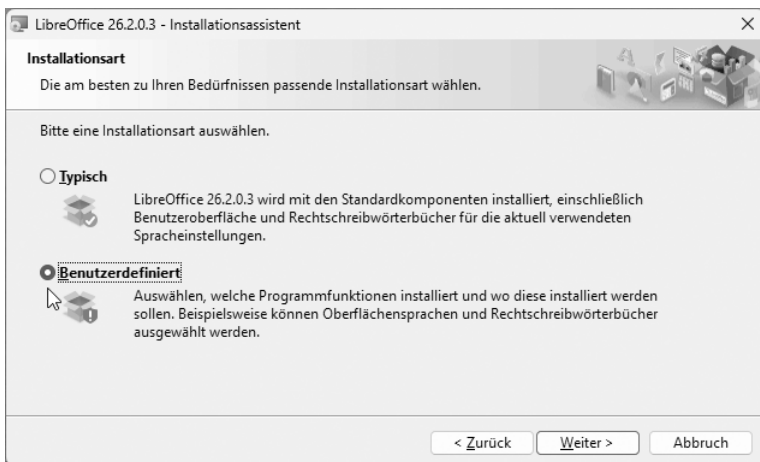 LibreOffice 26.2.0.3 - Installationsassistent
Installationsart
Die am besten zu Ihren Bedürfnissen passende Installationsart wählen.
Bitte eine Installationsart auswählen.
Typisch
LibreOffice 26.2.0.3 wird mit den Standardkomponenten installiert, einschließlich
Benutzeroberfläche und Rechtschreibwörterbücher für die aktuell verwendeten
Spracheinstellungen.
Benutzerdefiniert
Auswählen, welche Programmfunktionen installiert und wo diese installiert werden
sollen. Beispielsweise können Oberflächensprachen und Rechtschreibwörterbücher
ausgewählt werden.
< Zurück Weiter > Abbruch